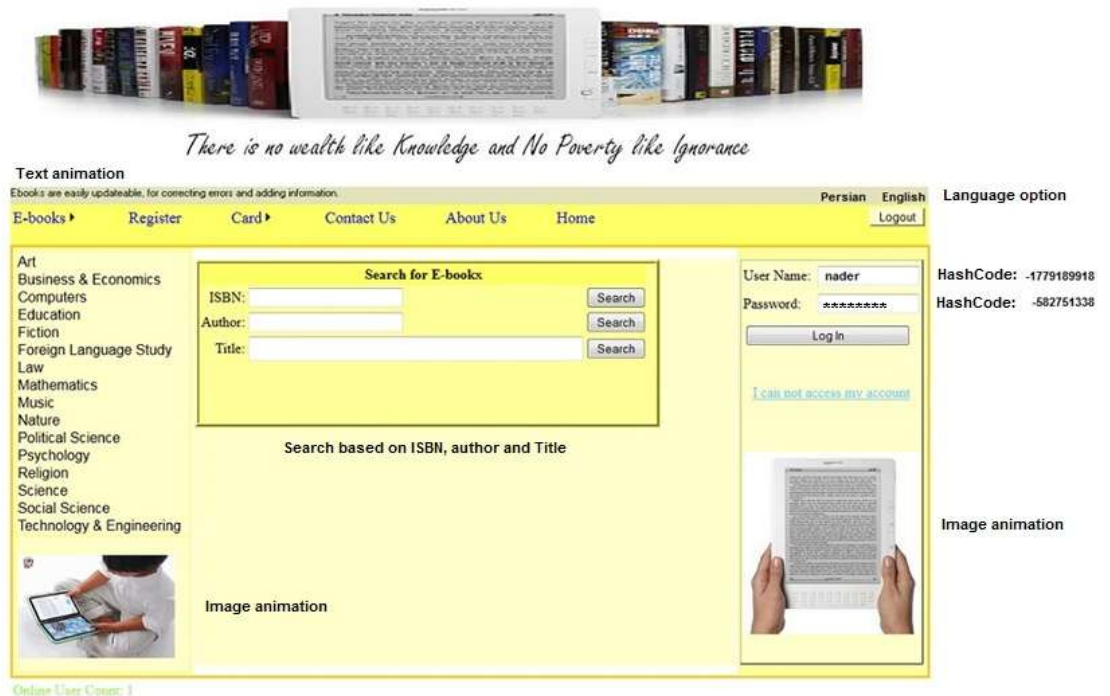 There is no wealth like Knowledge and No Poverty like Ignorance
Text animation
Ebooks are easily updateable, for correcting errors and adding information.
Persian English
Language option
E-books Register Card Contact Us About Us Home
Logout
Art
Business & Economics
Computers
Education
Fiction
Foreign Language Study
Law
Mathematics
Music
Nature
Political Science
Psychology
Religion
Science
Social Science
Technology & Engineering
Search for E-bookx
ISBN: Search
Author: Search
Title: Search
Search based on ISBN, author and Title
User Name: nader
HashCode: -1779189918
Password: ********
HashCode: -582751338
Log In
I can not access my account
Image animation
Image animation
Online User Count: 1